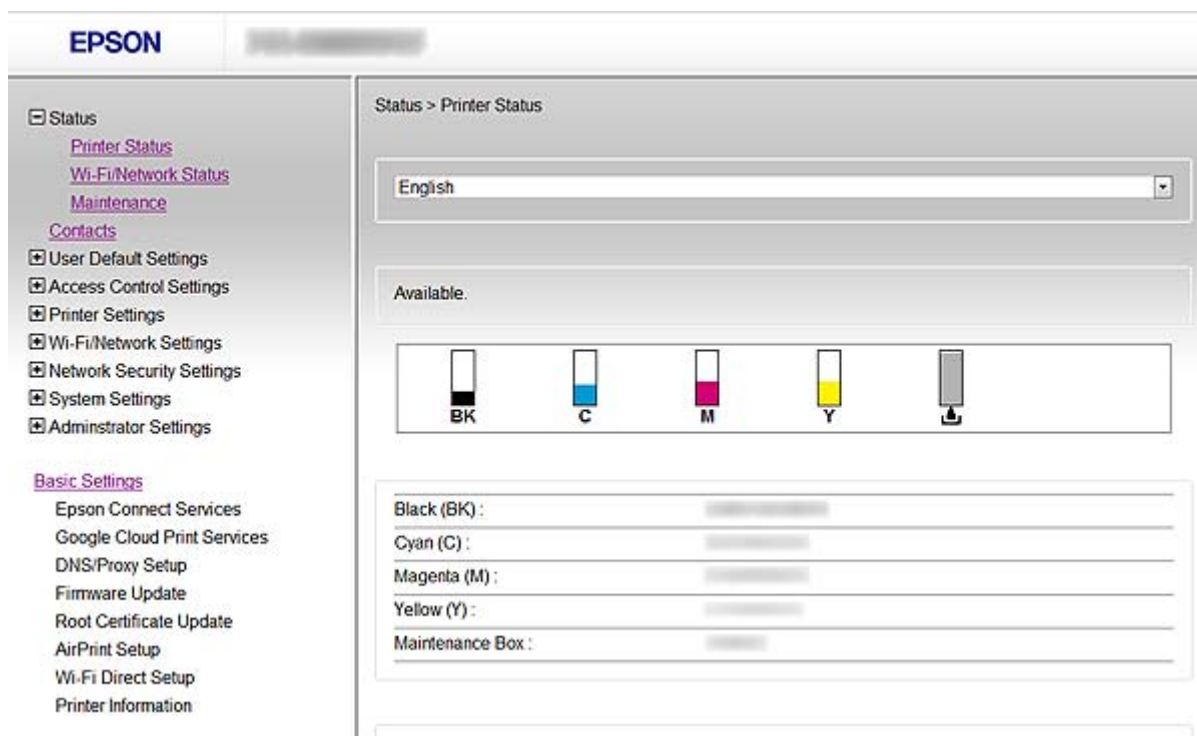 EPSON
Status
Printer Status
Wi-Fi/Network Status
Maintenance
Contacts
User Default Settings
Access Control Settings
Printer Settings
Wi-Fi/Network Settings
Network Security Settings
System Settings
Adminstrator Settings
Basic Settings
Epson Connect Services
Google Cloud Print Services
DNS/Proxy Setup
Firmware Update
Root Certificate Update
AirPrint Setup
Wi-Fi Direct Setup
Printer Information
Status > Printer Status
English
Available.
BK C M Y
Black (BK) :
Cyan (C) :
Magenta (M) :
Yellow (Y) :
Maintenance Box :